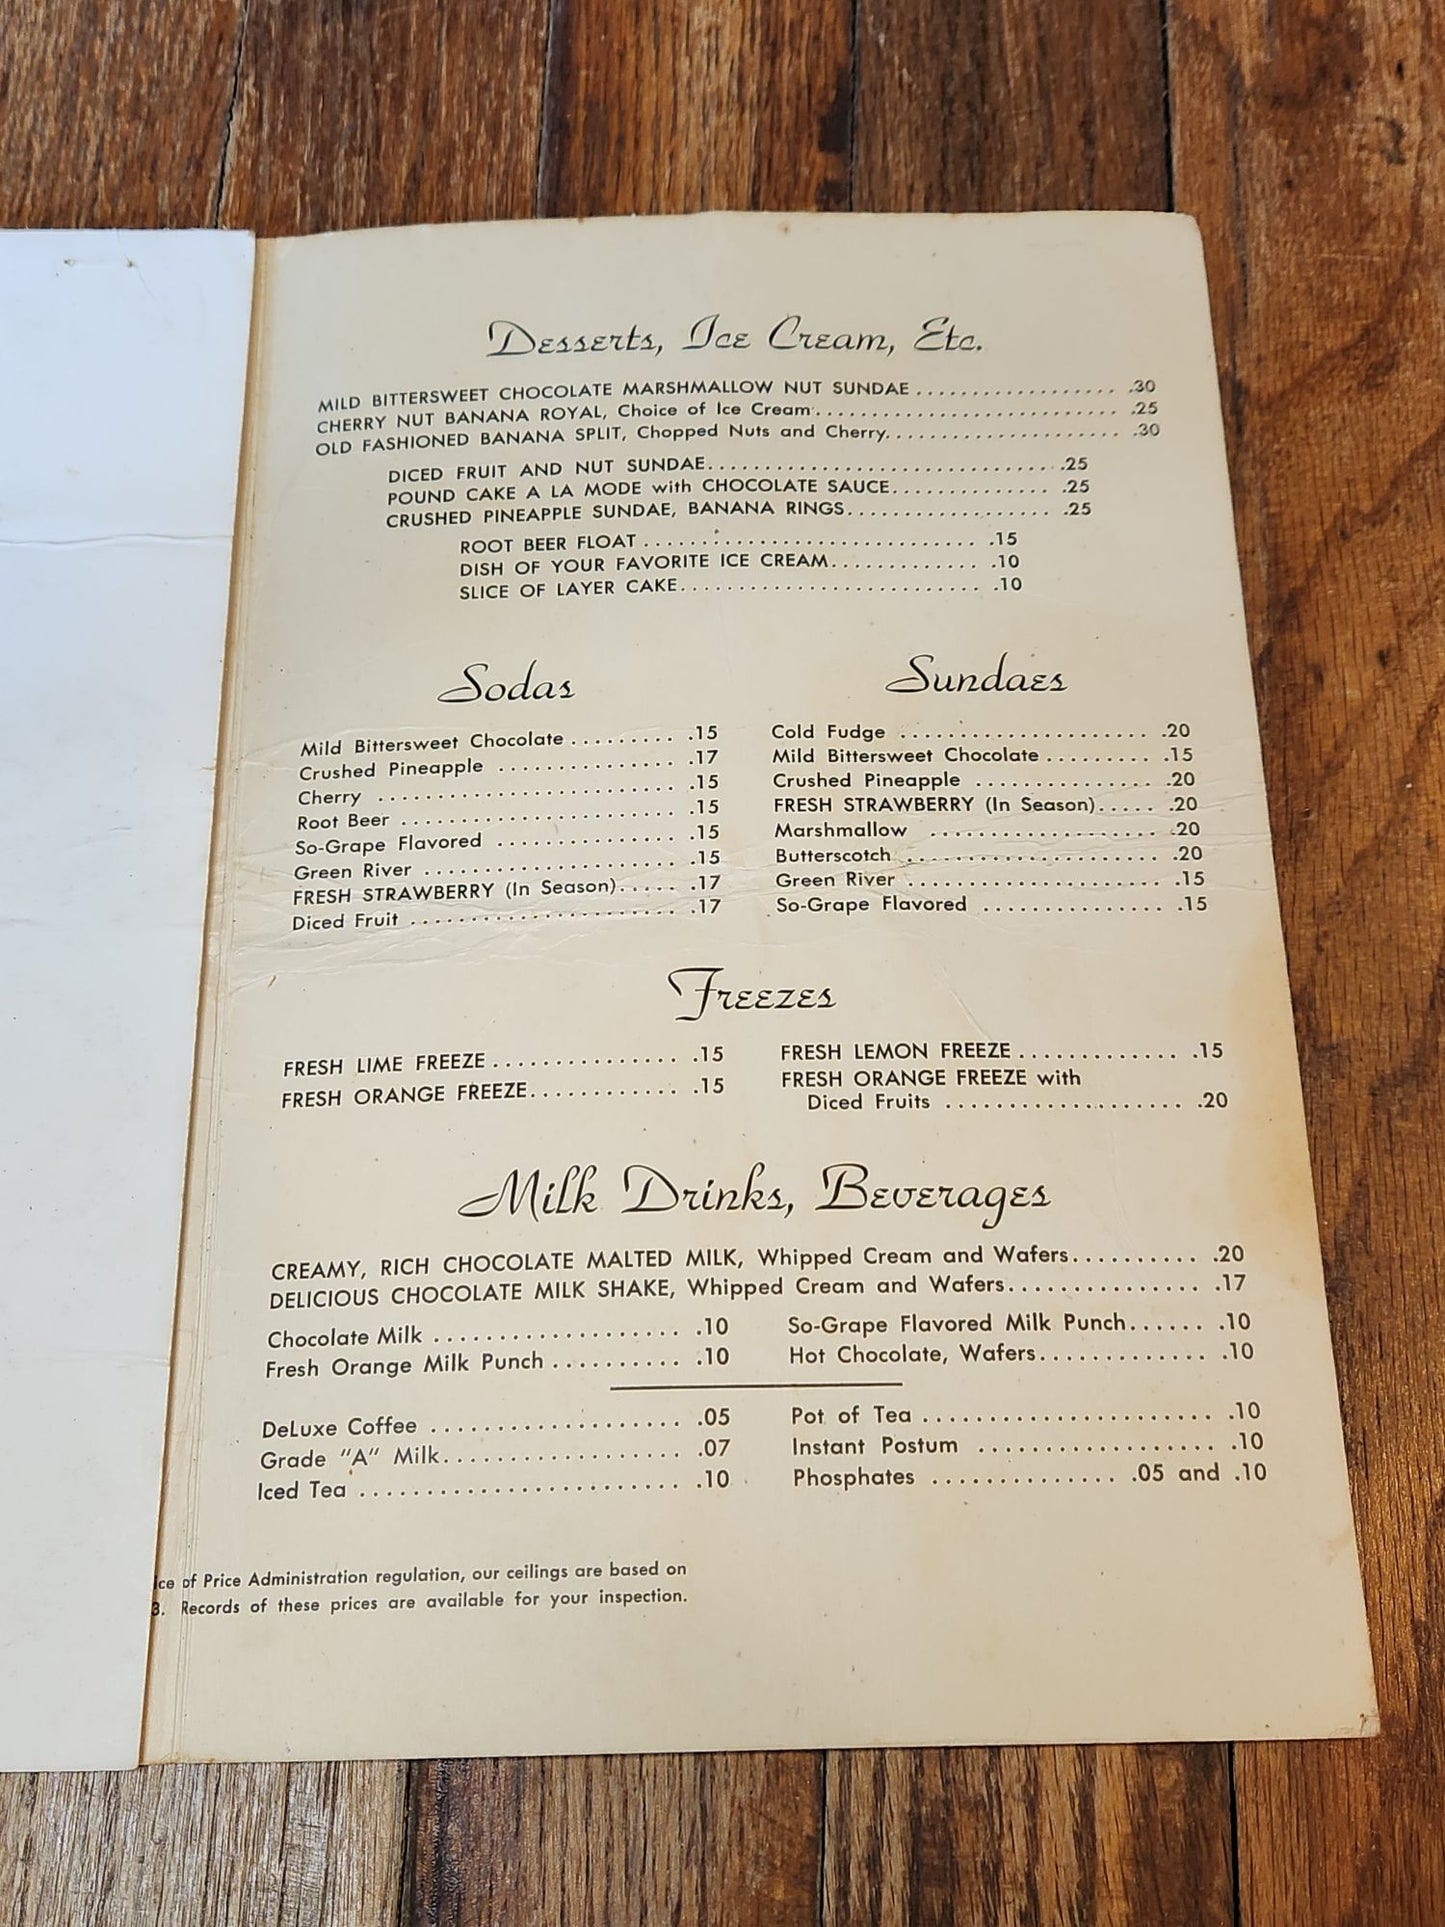 Desserts, Ice Cream, Etc.
MILD BITTERSWEET CHOCOLATE MARSHMALLOW NUT SUNDAE .................. .30
CHERRY NUT BANANA ROYAL, Choice of Ice Cream............................ .25
OLD FASHIONED BANANA SPLIT, Chopped Nuts and Cherry..................... .30
DICED FRUIT AND NUT SUNDAE.............................. .25
POUND CAKE A LA MODE with CHOCOLATE SAUCE.............. .25
CRUSHED PINEAPPLE SUNDAE, BANANA RINGS.................. .25
ROOT BEER FLOAT ............................. .15
DISH OF YOUR FAVORITE ICE CREAM............. .10
SLICE OF LAYER CAKE.......................... .10
Sodas
Mild Bittersweet Chocolate ......... .15
Crushed Pineapple ............... .17
Cherry ......................... .15
Root Beer ....................... .15
So-Grape Flavored ............... .15
Green River ..................... .15
FRESH STRAWBERRY (In Season)..... .17
Diced Fruit ...................... .17
Sundaes
Cold Fudge ..................... .20
Mild Bittersweet Chocolate ......... .15
Crushed Pineapple ................ .20
FRESH STRAWBERRY (In Season)..... .20
Marshmallow .................... .20
Butterscotch ...................... .20
Green River ...................... .15
So-Grape Flavored ............... .15
Freezes
FRESH LIME FREEZE ............... .15
FRESH ORANGE FREEZE............ .15
FRESH LEMON FREEZE ............. .15
FRESH ORANGE FREEZE with
Diced Fruits ................... .20
Milk Drinks, Beverages
CREAMY, RICH CHOCOLATE MALTED MILK, Whipped Cream and Wafers.......... .20
DELICIOUS CHOCOLATE MILK SHAKE, Whipped Cream and Wafers............... .17
Chocolate Milk ................... .10
Fresh Orange Milk Punch .......... .10
So-Grape Flavored Milk Punch...... .10
Hot Chocolate, Wafers............. .10
DeLuxe Coffee ................... .05
Grade "A" Milk.................. .07
Iced Tea ........................ .10
Pot of Tea ...................... .10
Instant Postum .................. .10
Phosphates .............. .05 and .10
ice of Price Administration regulation, our ceilings are based on
3. Records of these prices are available for your inspection.